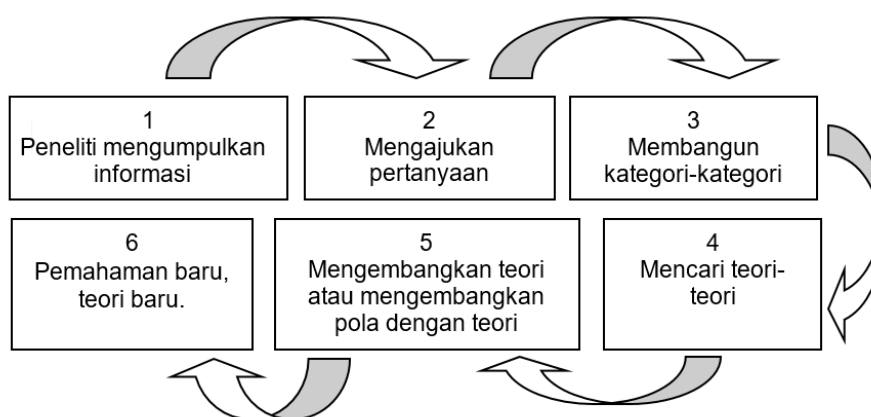 1
Peneliti mengumpulkan
informasi
2
Mengajukan
pertanyaan
3
Membangun
kategori-kategori
4
Mencari teori-
teori
5
Mengembangkan teori
atau mengembangkan
pola dengan teori
6
Pemahaman baru,
teori baru.